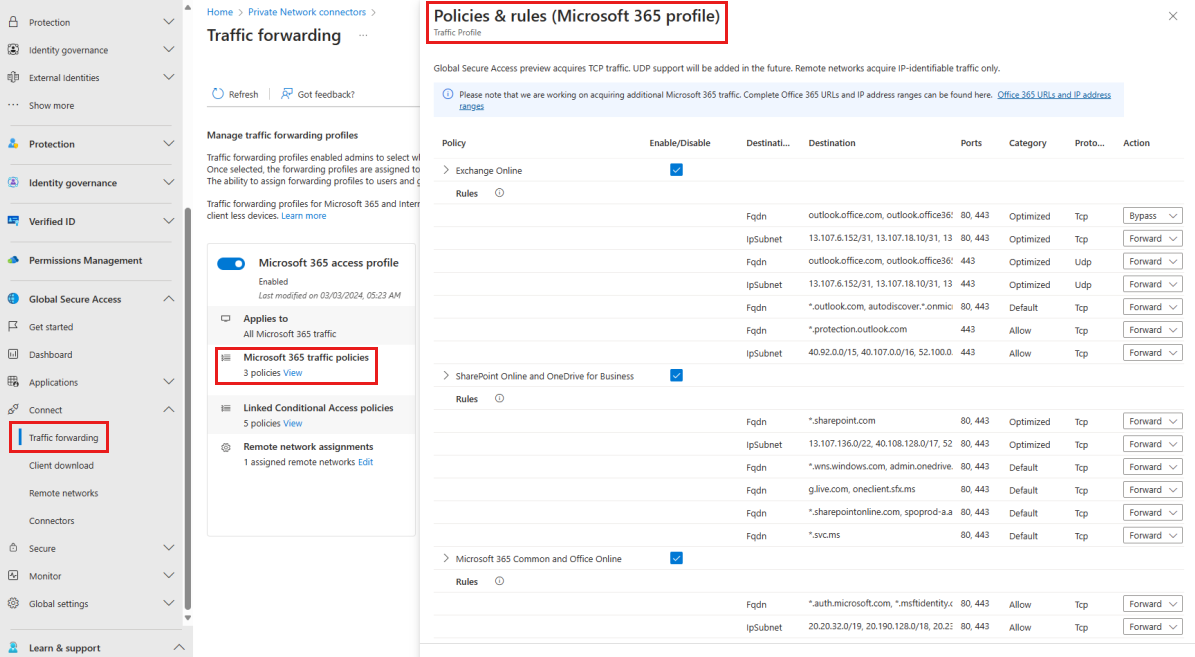 Protection
Identity governance
External Identities
Show more
Protection
Identity governance
Verified ID
Permissions Management
Global Secure Access
Get started
Dashboard
Applications
Connect
Traffic forwarding
Client download
Remote networks
Connectors
Secure
Monitor
Global settings
Learn & support
Home > Private Network connectors >
Traffic forwarding ...
Refresh
Got feedback?
Manage traffic forwarding profiles
Traffic forwarding profiles enabled admins to select wh
Once selected, the forwarding profiles are assigned to
The ability to assign forwarding profiles to users and g
Traffic forwarding profiles for Microsoft 365 and Intern
client less devices. Learn more
Microsoft 365 access profile
Enabled
Last modified on 03/03/2024, 05:23 AM
Applies to
All Microsoft 365 traffic
Microsoft 365 traffic policies
3 policies View
Linked Conditional Access policies
5 policies View
Remote network assignments
1 assigned remote networks Edit
Policies & rules (Microsoft 365 profile)
Traffic Profile
Global Secure Access preview acquires TCP traffic. UDP support will be added in the future. Remote networks acquire IP-identifiable traffic only.
Please note that we are working on acquiring additional Microsoft 365 traffic. Complete Office 365 URLs and IP address ranges can be found here. Office 365 URLs and IP address
ranges
Policy Enable/Disable Destinati... Destination Ports Category Proto... Action
Exchange Online
Rules
Fqdn outlook.office.com, outlook.office365 80, 443 Optimized Tcp Bypass
IpSubnet 13.107.6.152/31, 13.107.18.10/31, 13 80, 443 Optimized Tcp Forward
Fqdn outlook.office.com, outlook.office365 443 Optimized Udp Forward
IpSubnet 13.107.6.152/31, 13.107.18.10/31, 13 443 Optimized Udp Forward
Fqdn *.outlook.com, autodiscover.*.onmic 80, 443 Default Tcp Forward
Fqdn *.protection.outlook.com 443 Allow Tcp Forward
IpSubnet 40.92.0.0/15, 40.107.0.0/16, 52.100.0. 443 Allow Tcp Forward
SharePoint Online and OneDrive for Business
Rules
Fqdn *.sharepoint.com 80, 443 Optimized Tcp Forward
IpSubnet 13.107.136.0/22, 40.108.128.0/17, 52 80, 443 Optimized Tcp Forward
Fqdn *.wns.windows.com, admin.onedrive. 80, 443 Default Tcp Forward
Fqdn g.live.com, oneclient.sfx.ms 80, 443 Default Tcp Forward
Fqdn *.sharepointonline.com, spoprod-a.a 80, 443 Default Tcp Forward
Fqdn *.svc.ms 80, 443 Default Tcp Forward
Microsoft 365 Common and Office Online
Rules
Fqdn *.auth.microsoft.com, *.msftidentity.c 80, 443 Allow Tcp Forward
IpSubnet 20.20.32.0/19, 20.190.128.0/18, 20.23 80, 443 Allow Tcp Forward